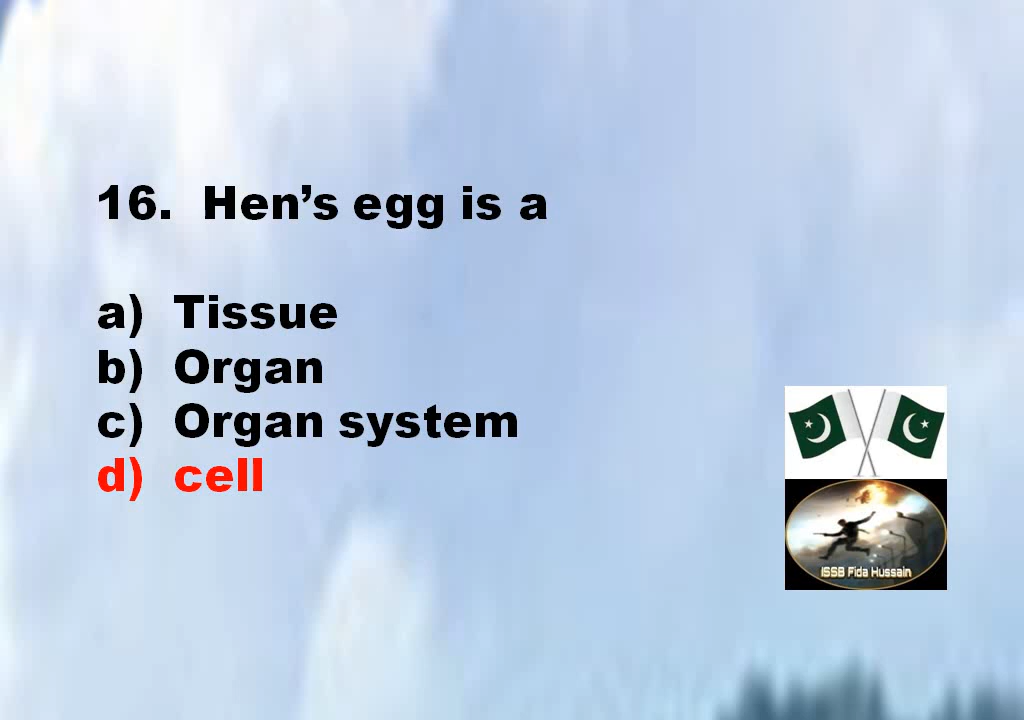 16. Hen’s egg is a
a) Tissue
b) Organ
c) Organ system
d) cell
ISSB Fida Hussain